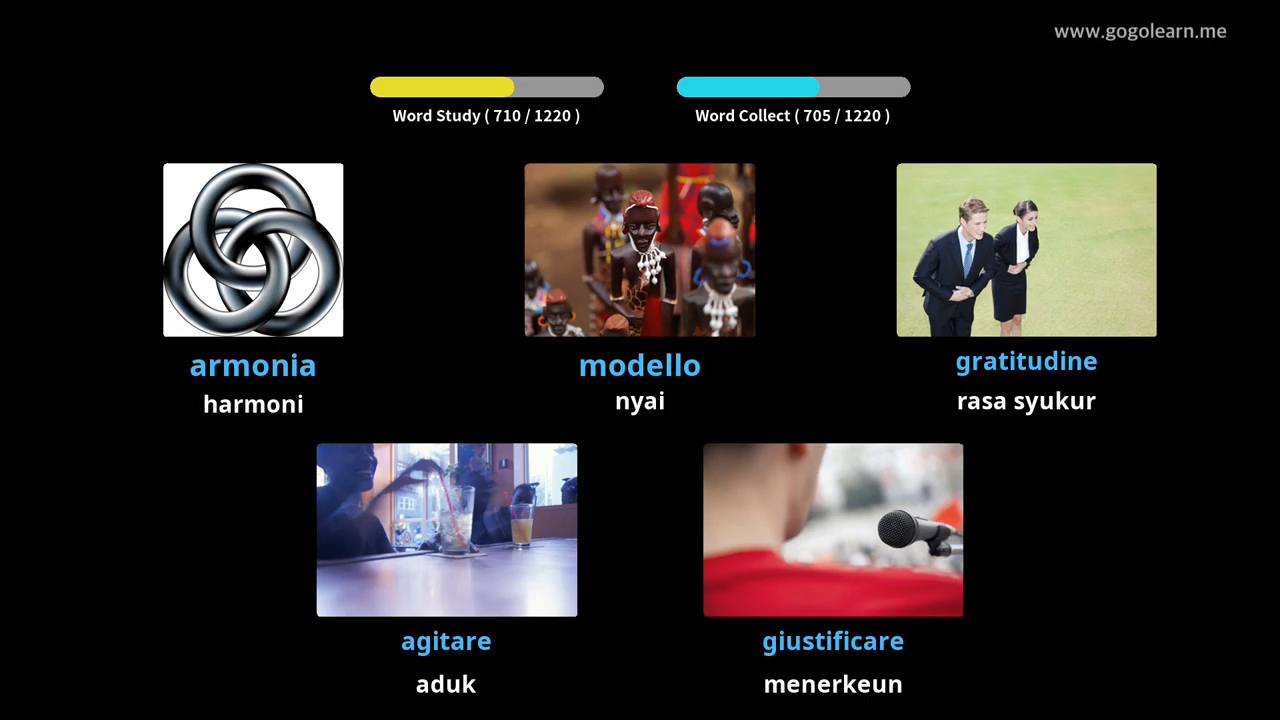 www.gogolearn.me
Word Study ( 710 / 1220 )
Word Collect ( 705 / 1220 )
armonia
harmoni
modello
nyai
gratitudine
rasa syukur
agitare
aduk
giustificare
menerkeun